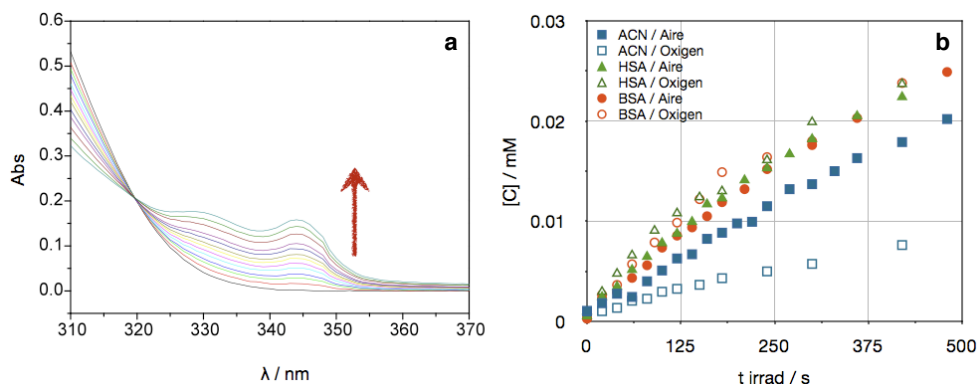 a
0.6
0.5
0.4
0.3
0.2
0.1
0.0
310
320
330
340
350
360
370
Abs
λ / nm
b
0.03
0.02
0.01
0
0
125
250
375
500
[C] / mM
t irrad / s
ACN / Aire
ACN / Oxigen
HSA / Aire
HSA / Oxigen
BSA / Aire
BSA / Oxigen